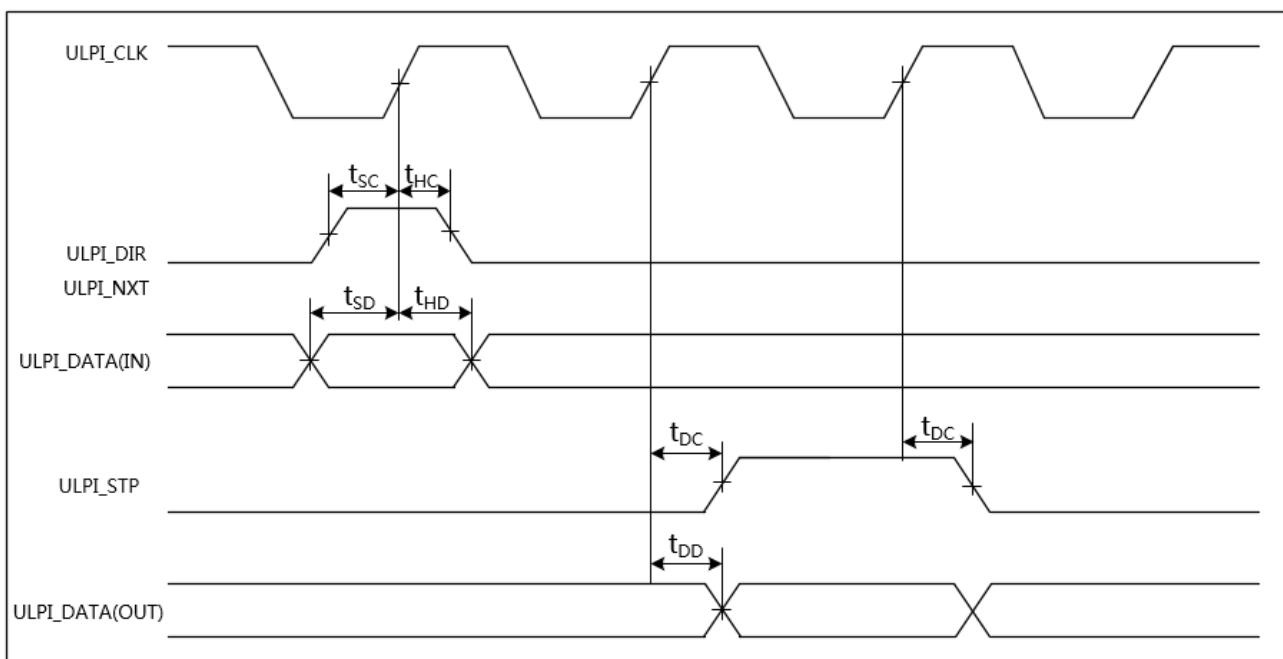 ULPI_CLK
tSC
tHC
ULPI_DIR
ULPI_NXT
tSD
tHD
ULPI_DATA(IN)
tDC
tDC
ULPI_STP
tDD
ULPI_DATA(OUT)